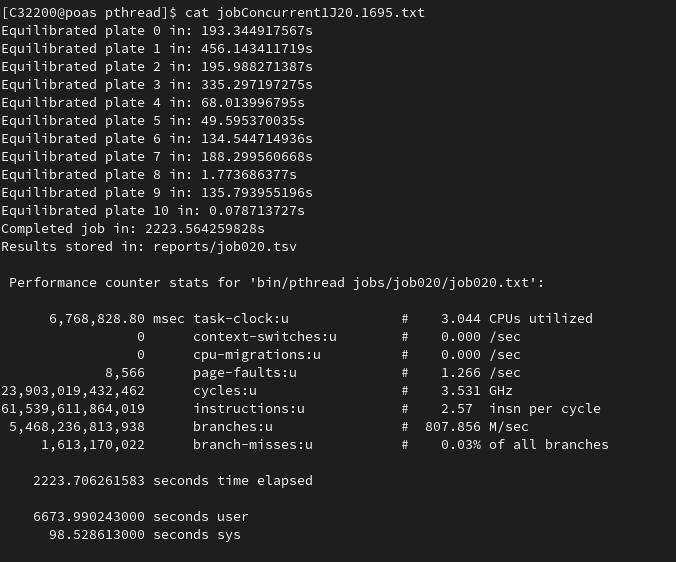 [C32200@poas pthread]$ cat jobConcurrent1J20.1695.txt
Equilibrated plate 0 in: 193.344917567s
Equilibrated plate 1 in: 456.143411719s
Equilibrated plate 2 in: 195.988271387s
Equilibrated plate 3 in: 335.297197275s
Equilibrated plate 4 in: 68.013996795s
Equilibrated plate 5 in: 49.595370035s
Equilibrated plate 6 in: 134.544714936s
Equilibrated plate 7 in: 188.299560668s
Equilibrated plate 8 in: 1.773686377s
Equilibrated plate 9 in: 135.793955196s
Equilibrated plate 10 in: 0.078713727s
Completed job in: 2223.564259828s
Results stored in: reports/job020.tsv
Performance counter stats for 'bin/pthread jobs/job020/job020.txt':
6,768,828.80 msec task-clock:u # 3.044 CPUs utilized
0 context-switches:u # 0.000 /sec
0 cpu-migrations:u # 0.000 /sec
8,566 page-faults:u # 1.266 /sec
23,903,019,432,462 cycles:u # 3.531 GHz
61,539,611,864,019 instructions:u # 2.57 insn per cycle
5,468,236,813,938 branches:u # 807.856 M/sec
1,613,170,022 branch-misses:u # 0.03% of all branches
2223.706261583 seconds time elapsed
6673.990243000 seconds user
98.528613000 seconds sys